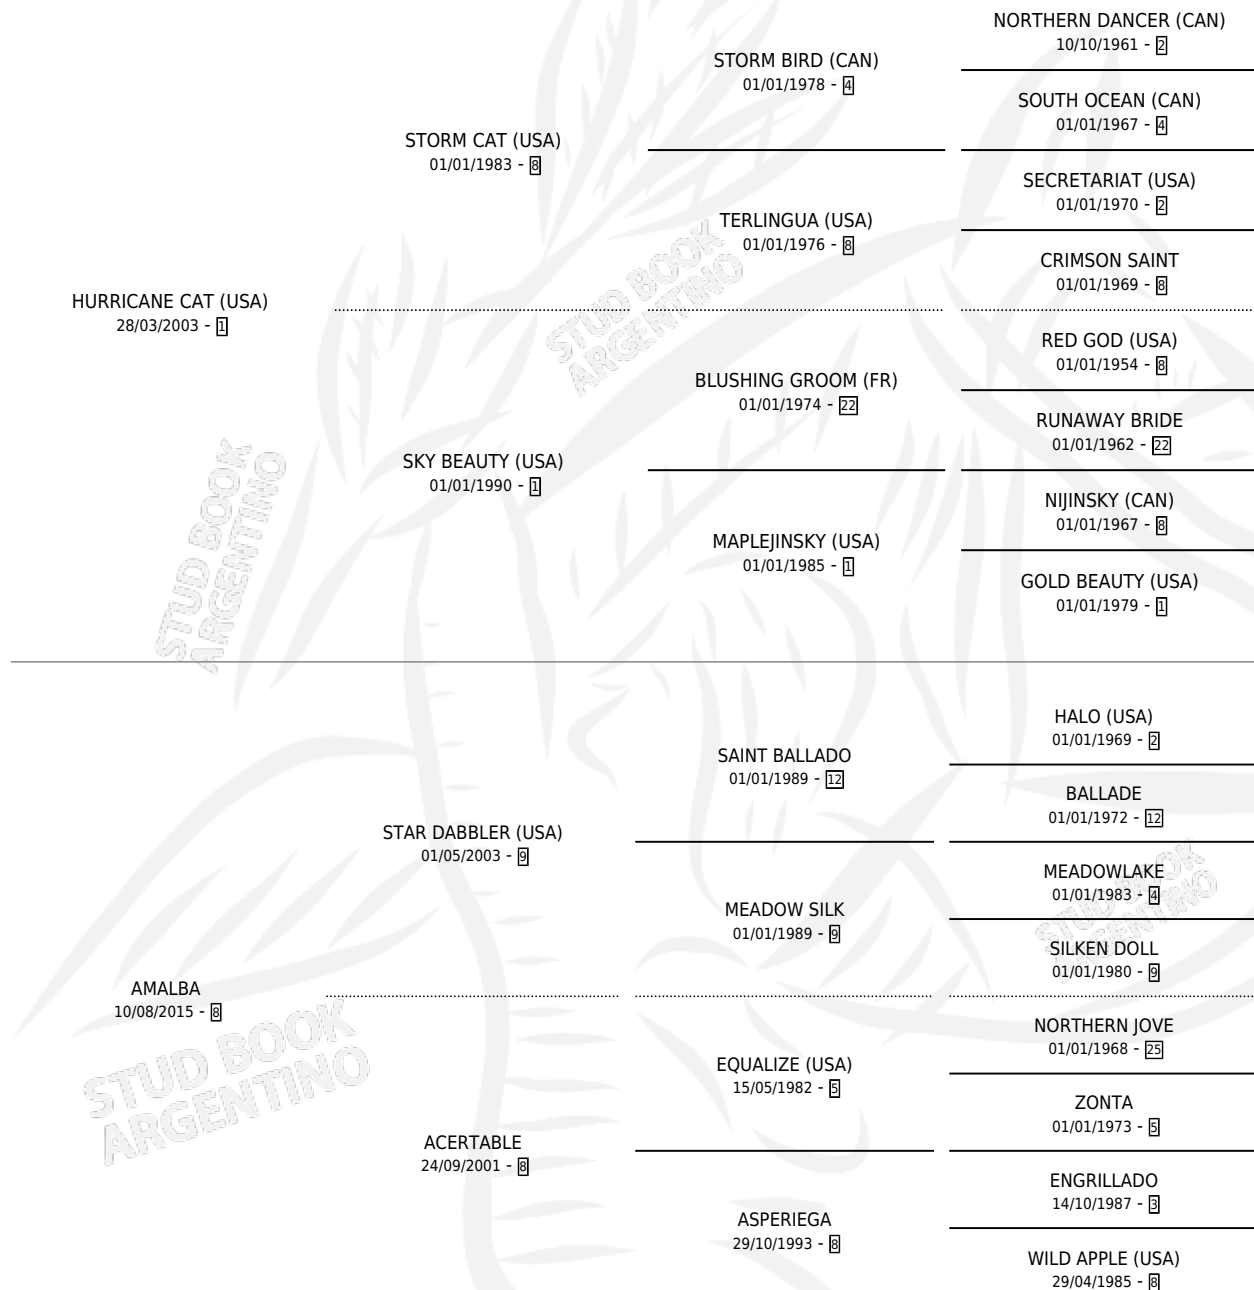 NORTHERN DANCER (CAN)
10/10/1961 - 2
STORM BIRD (CAN)
01/01/1978 - 4
SOUTH OCEAN (CAN)
01/01/1967 - 4
STORM CAT (USA)
01/01/1983 - 8
SECRETARIAT (USA)
01/01/1970 - 2
TERLINGUA (USA)
01/01/1976 - 8
CRIMSON SAINT
01/01/1969 - 8
HURRICANE CAT (USA)
28/03/2003 - 1
STUD BOOK
ARGENTINO
RED GOD (USA)
01/01/1954 - 8
BLUSHING GROOM (FR)
01/01/1974 - 22
RUNAWAY BRIDE
01/01/1962 - 22
SKY BEAUTY (USA)
01/01/1990 - 1
NIJINSKY (CAN)
01/01/1967 - 8
MAPLEJINSKY (USA)
01/01/1985 - 1
GOLD BEAUTY (USA)
01/01/1979 - 1
STUD BOOK
ARGENTINO
HALO (USA)
01/01/1969 - 2
SAINT BALLADO
01/01/1989 - 12
BALLADE
01/01/1972 - 12
STAR DABBLER (USA)
01/05/2003 - 9
MEADOWLAKE
01/01/1983 - 4
MEADOW SILK
01/01/1989 - 9
SILKEN DOLL
01/01/1980 - 9
STUD BOOK
ARGENTINO
AMALBA
10/08/2015 - 8
NORTHERN JOVE
01/01/1968 - 25
EQUALIZE (USA)
15/05/1982 - 5
ZONTA
01/01/1973 - 5
STUD BOOK
ARGENTINO
ACERTABLE
24/09/2001 - 8
ENGRILLADO
14/10/1987 - 3
ASPERIEGA
29/10/1993 - 8
WILD APPLE (USA)
29/04/1985 - 8